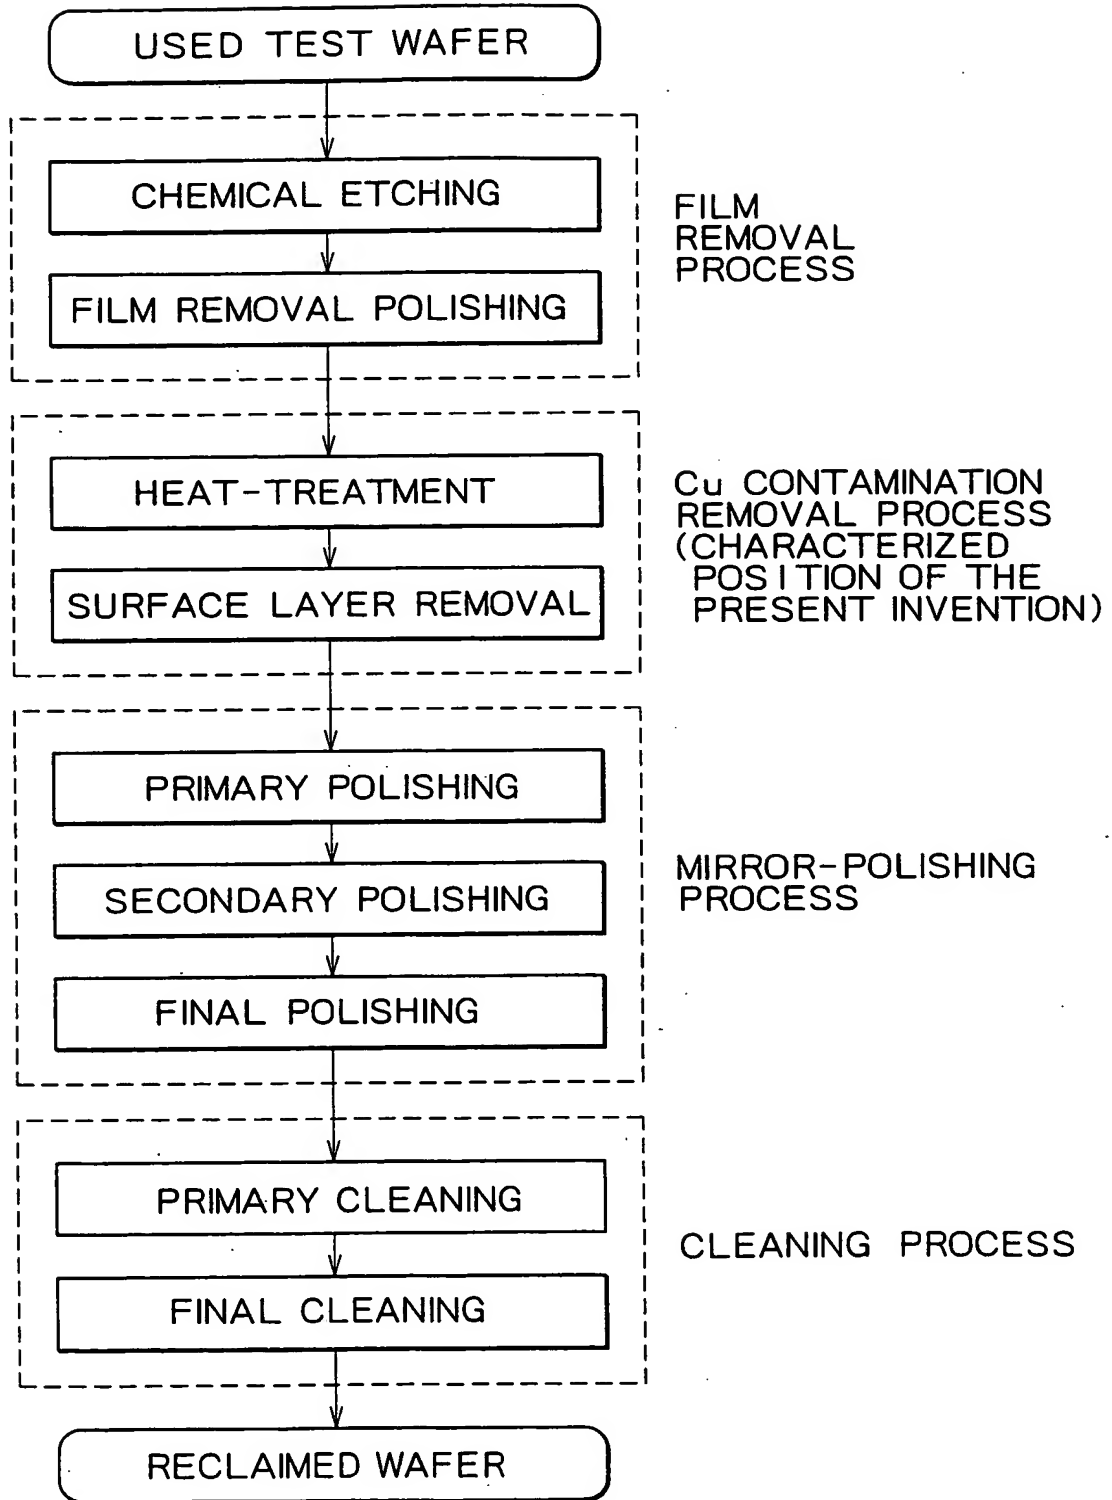 USED TEST WAFER
CHEMICAL ETCHING
FILM REMOVAL POLISHING
FILM
REMOVAL
PROCESS
HEAT-TREATMENT
SURFACE LAYER REMOVAL
Cu CONTAMINATION
REMOVAL PROCESS
(CHARACTERIZED
POSITION OF THE
PRESENT INVENTION)
PRIMARY POLISHING
SECONDARY POLISHING
FINAL POLISHING
MIRROR-POLISHING
PROCESS
PRIMARY CLEANING
FINAL CLEANING
CLEANING PROCESS
RECLAIMED WAFER